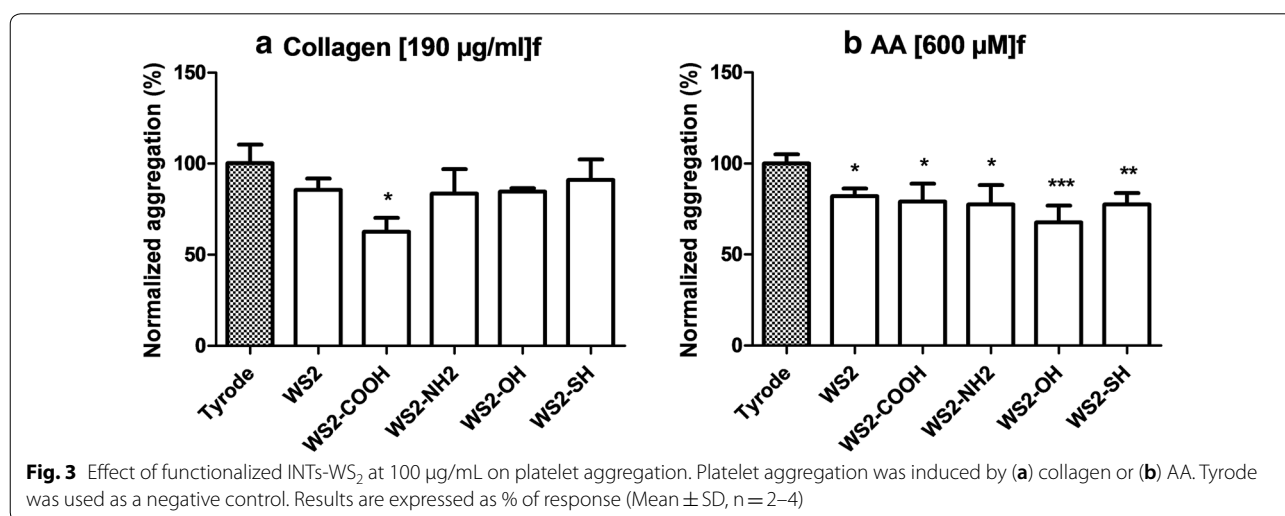 a Collagen [190 µg/ml]f
Normalized aggregation (%)
150
100
50
0
*
Tyrode
WS2
WS2-COOH
WS2-NH2
WS2-OH
WS2-SH
b AA [600 µM]f
Normalized aggregation (%)
150
100
50
0
*
*
*
***
**
Tyrode
WS2
WS2-COOH
WS2-NH2
WS2-OH
WS2-SH
Fig. 3 Effect of functionalized INTs-WS₂ at 100 µg/mL on platelet aggregation. Platelet aggregation was induced by (a) collagen or (b) AA. Tyrode
was used as a negative control. Results are expressed as % of response (Mean ± SD, n = 2–4)